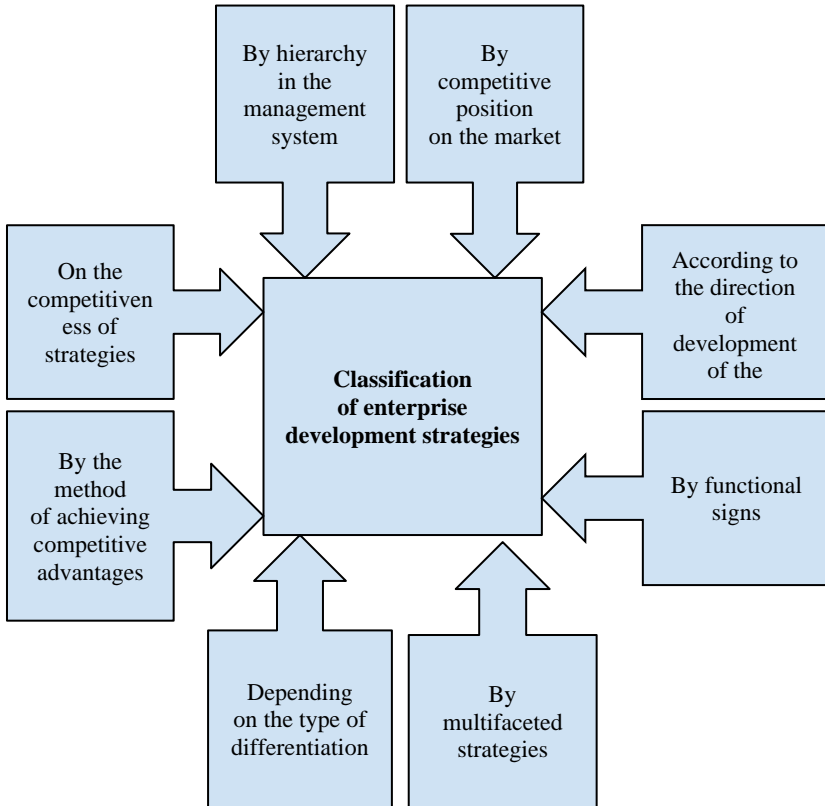 By hierarchy
in the
management
system
By
competitive
position
on the market
On the
competitiven
ess of
strategies
According to
the direction
of
development
of the
Classification
of enterprise
development strategies
By the
method
of achieving
competitive
advantages
By functional
signs
Depending
on the type of
differentiation
By
multifaceted
strategies